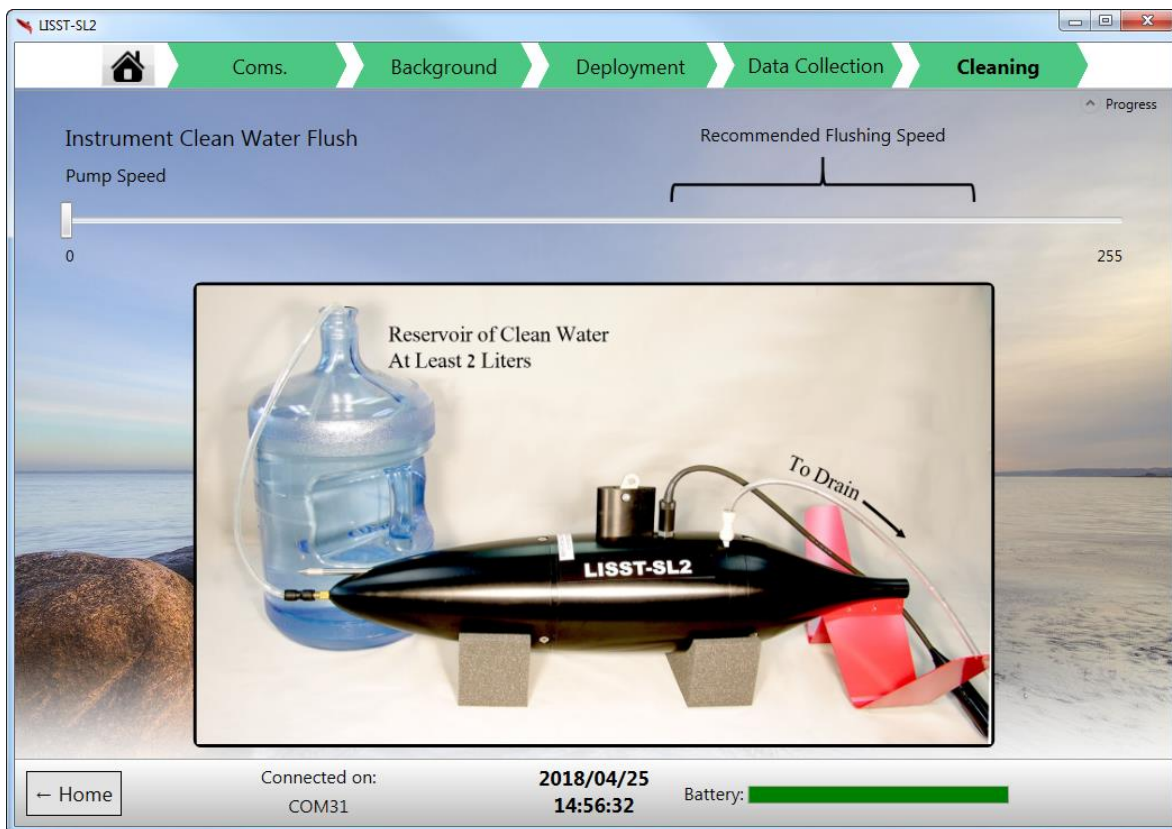 LISST-SL2
Coms.
Background
Deployment
Data Collection
Cleaning
Progress
Instrument Clean Water Flush
Recommended Flushing Speed
Pump Speed
0
255
Reservoir of Clean Water
At Least 2 Liters
To Drain
LISST-SL2
← Home
Connected on:
COM31
2018/04/25
14:56:32
Battery: